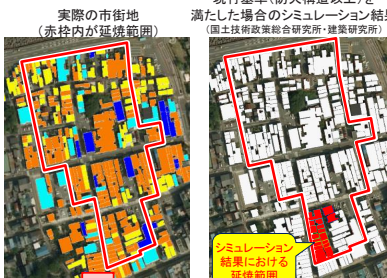 実際の市街地
(赤枠内が延焼範囲)
現行基準(防火構造以上)を
満たした場合のシミュレーション結果
(国土技術政策総合研究所・建築研究所)
シミュレーション
結果における
延焼範囲